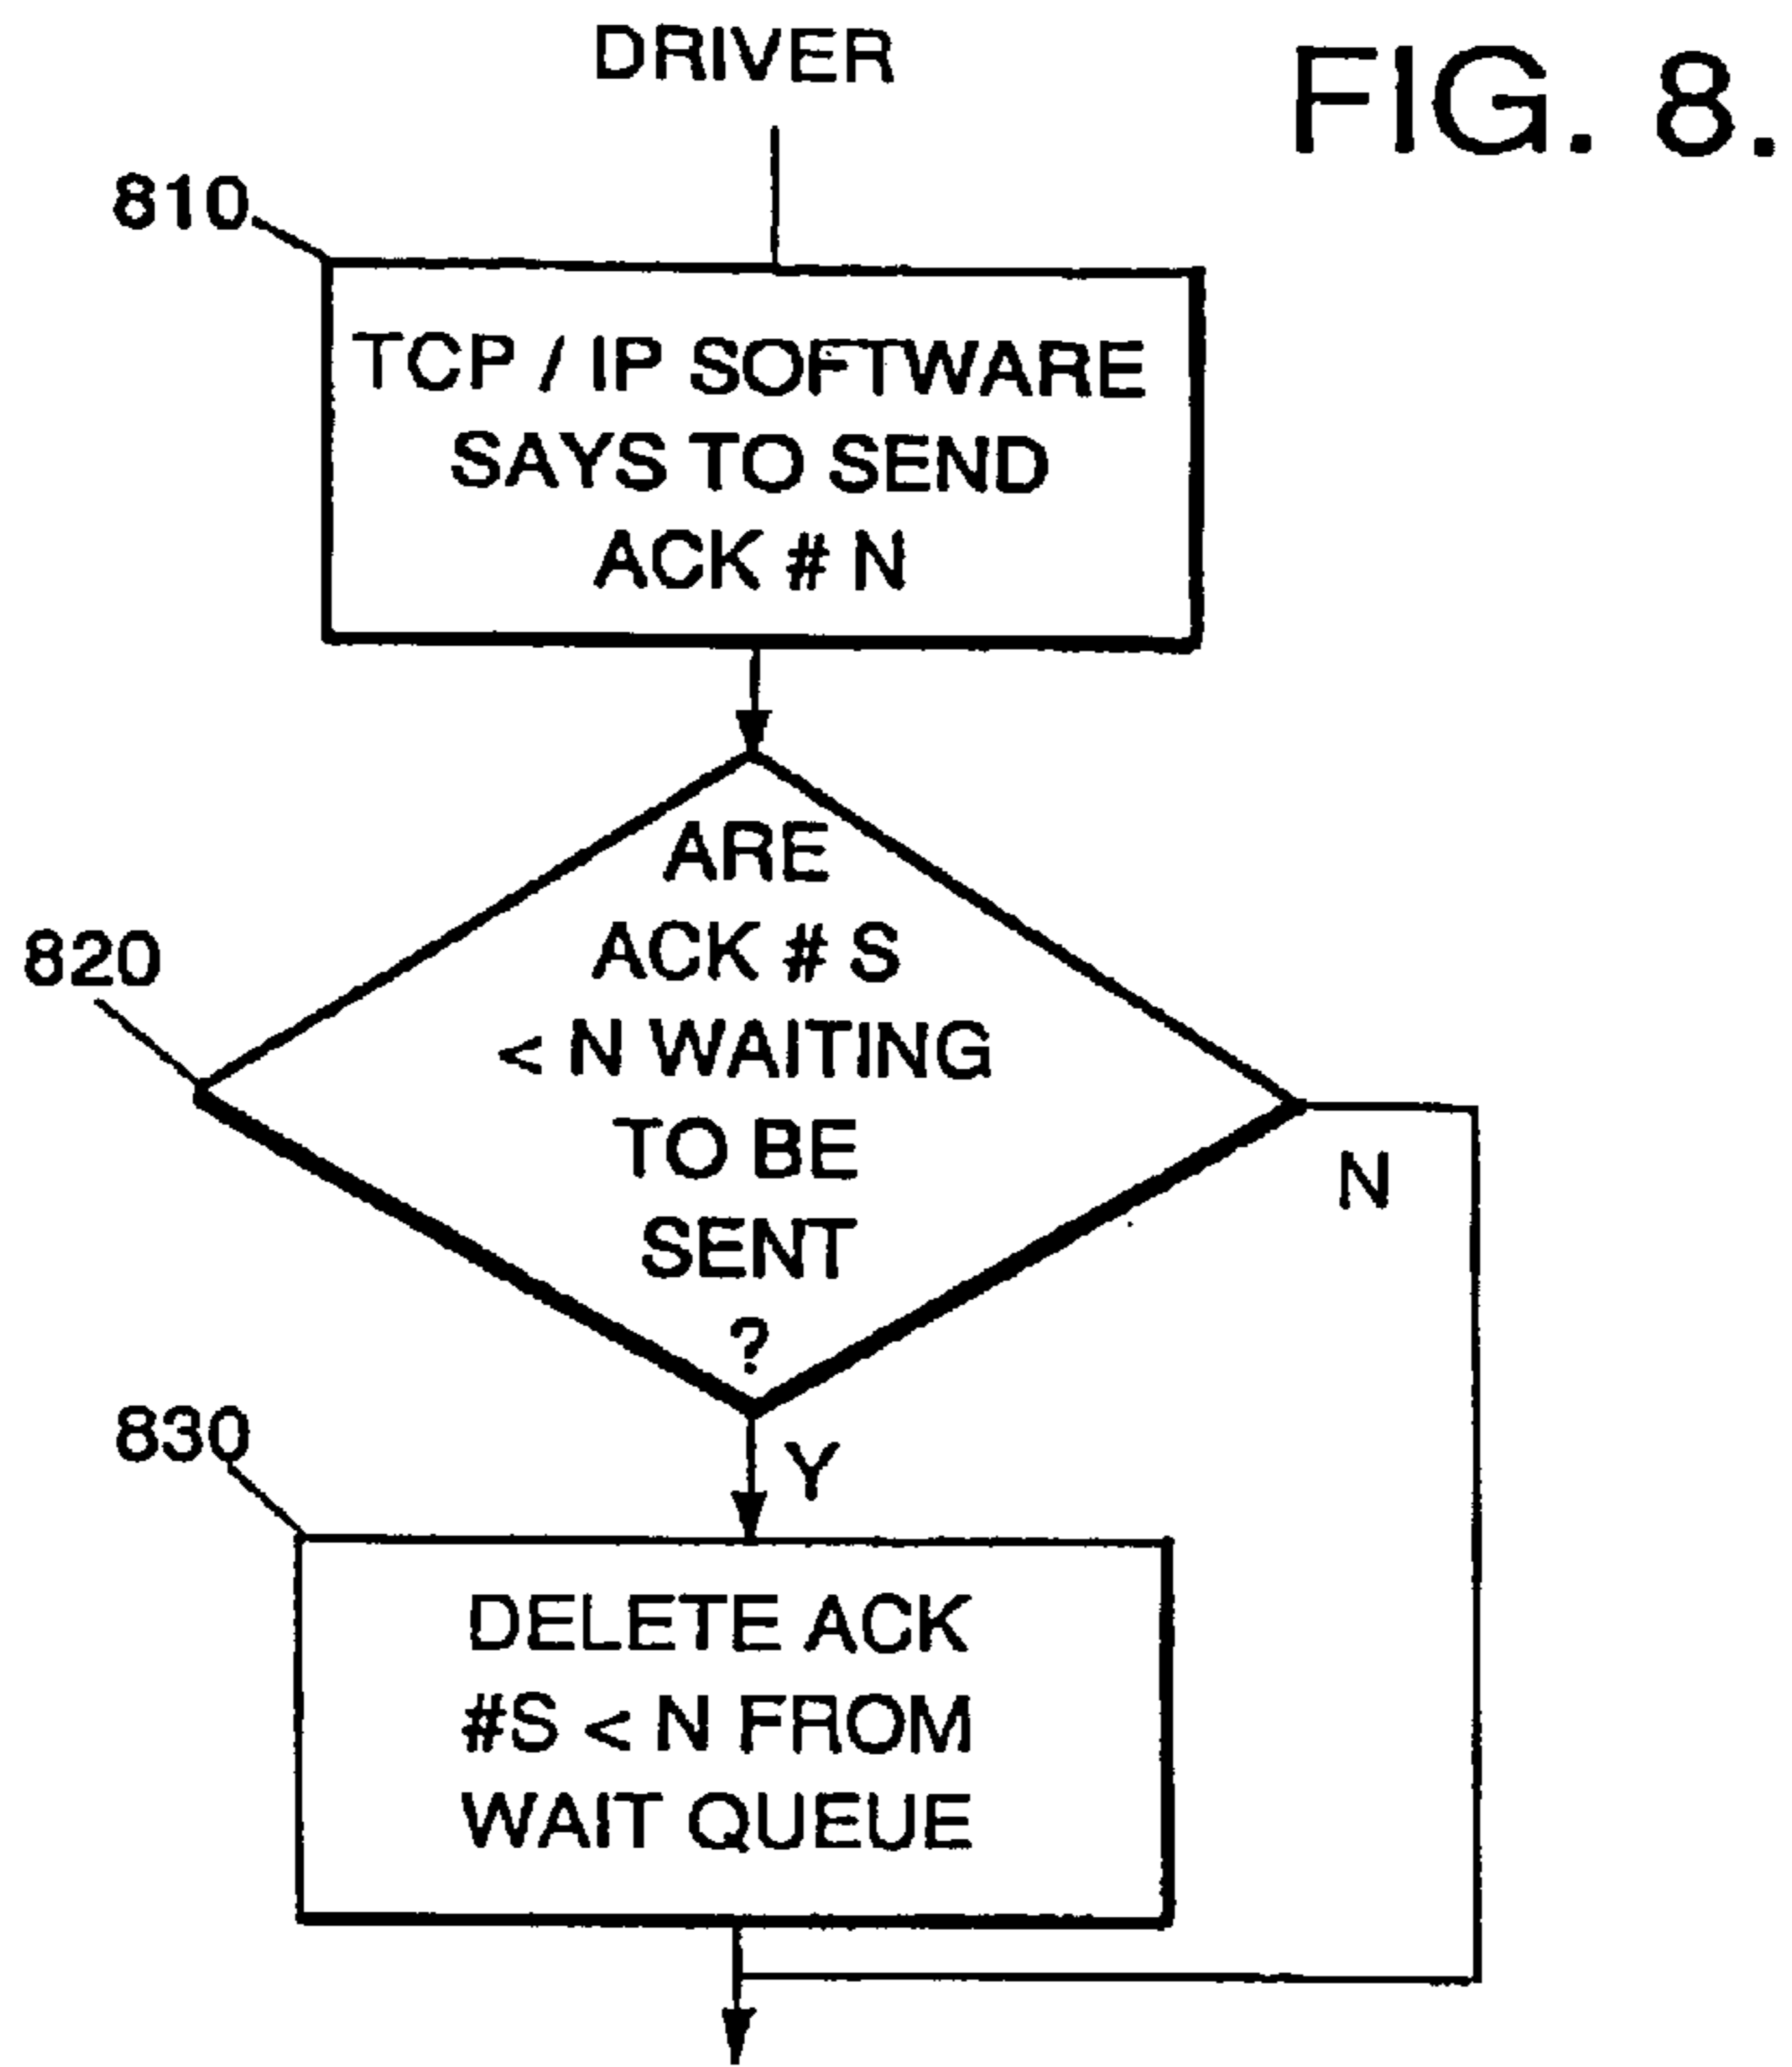 DRIVER
FIG. 8.
810
TCP / IP SOFTWARE
SAYS TO SEND
ACK # N
820
ARE
ACK # S
< N WAITING
TO BE
SENT
?
N
Y
830
DELETE ACK
#S < N FROM
WAIT QUEUE